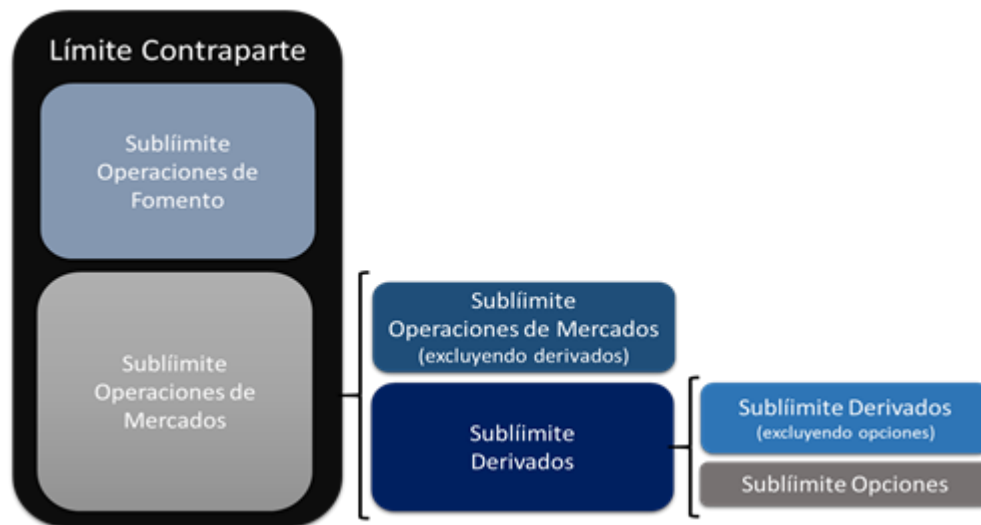 Límite Contraparte
Sublíimite
Operaciones de
Fomento
Sublíimite
Operaciones de
Mercados
Sublíimite
Operaciones de Mercados
(excluyendo derivados)
Sublíimite
Derivados
Sublíimite Derivados
(excluyendo opciones)
Sublíimite Opciones